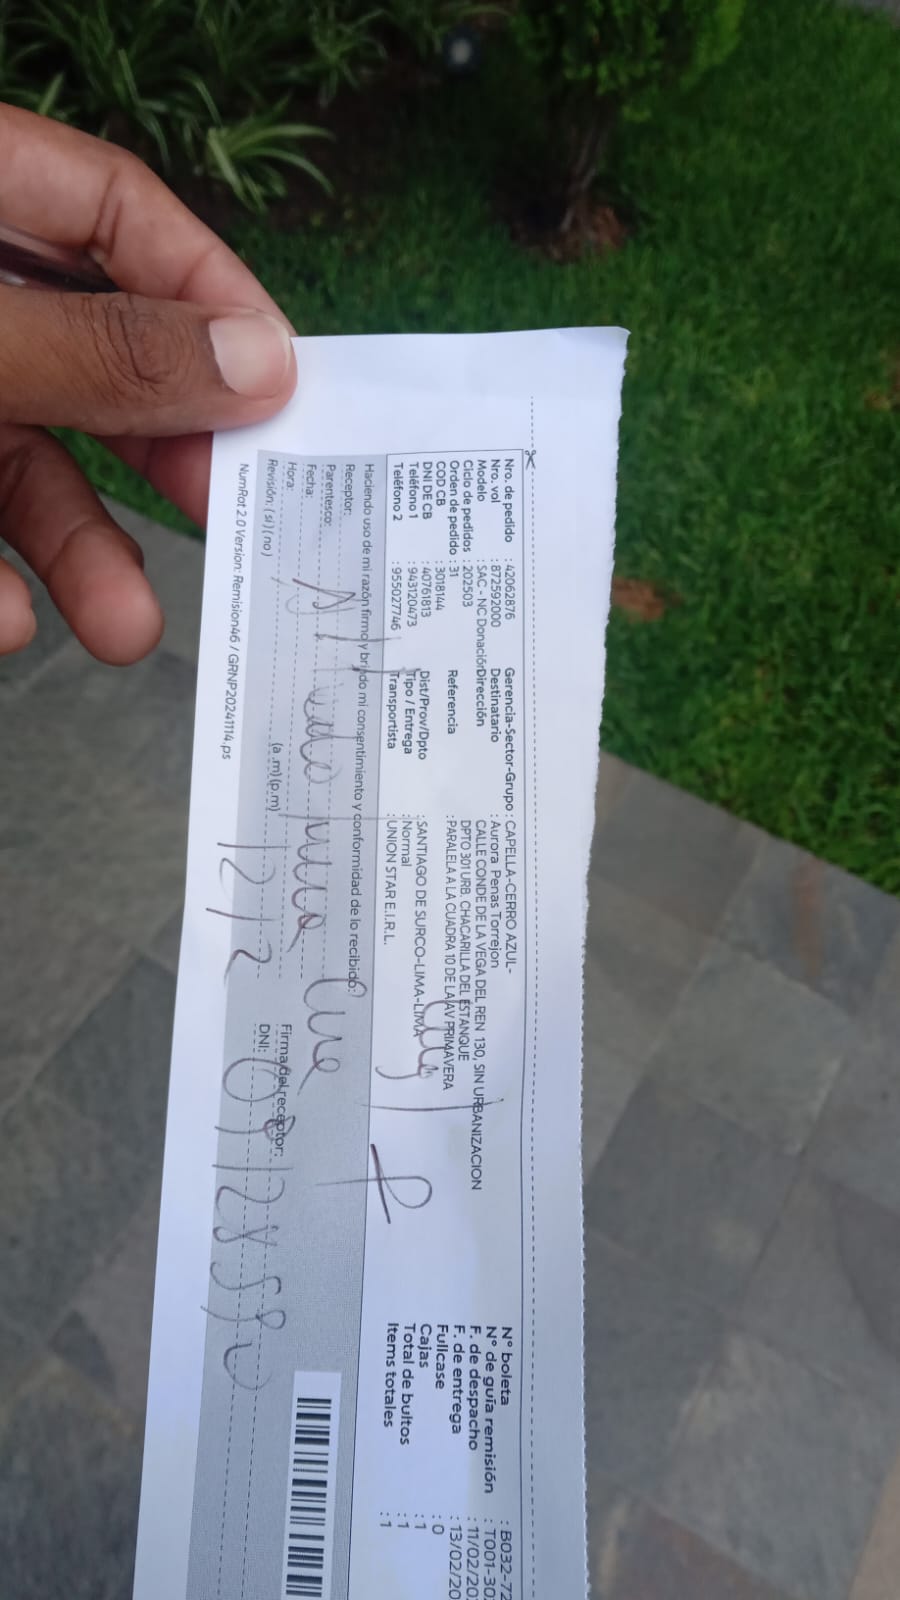 Nro. de pedido : 42062876 Gerencia-Sector-Grupo : CAPELLA-CERRO AZUL- N° boleta : B032-72
Nro. vol : 872592000 Destinatario : Aurora Penas Torrejon N° de guía remisión : T001-30
Modelo : SAC - NC Donación Dirección CALLE CONDE DE LA VEGA DEL REN 130, SIN URBANIZACION F. de despacho : 11/02/20
Ciclo de pedidos : 202503 DPTO 301 URB. CHACARILLA DEL ESTANQUE F. de entrega : 13/02/20
Orden de pedido : 31 Referencia : PARALELA A LA CUADRA 10 DE LA AV PRIMAVERA Fullcase : 0
COD CB : 3018144 Cajas : 1
DNI DE CB : 40761813 Dist/Prov/Dpto : SANTIAGO DE SURCO-LIMA-LIMA Total de bultos : 1
Teléfono 1 : 943120473 Tipo / Entrega : Normal Items totales : 1
Teléfono 2 : 955027746 Transportista : UNION STAR E.I.R.L.
Haciendo uso de mi razón firmo y brindo mi consentimiento y conformidad de lo recibido:
Receptor:
Parentesco:
Fecha:
Hora: (a.m) (p.m) Firma del receptor:
Revisión: (si) (no) DNI:
NumRot 2.0 Version: Remision46 / GRNP20241114.ps